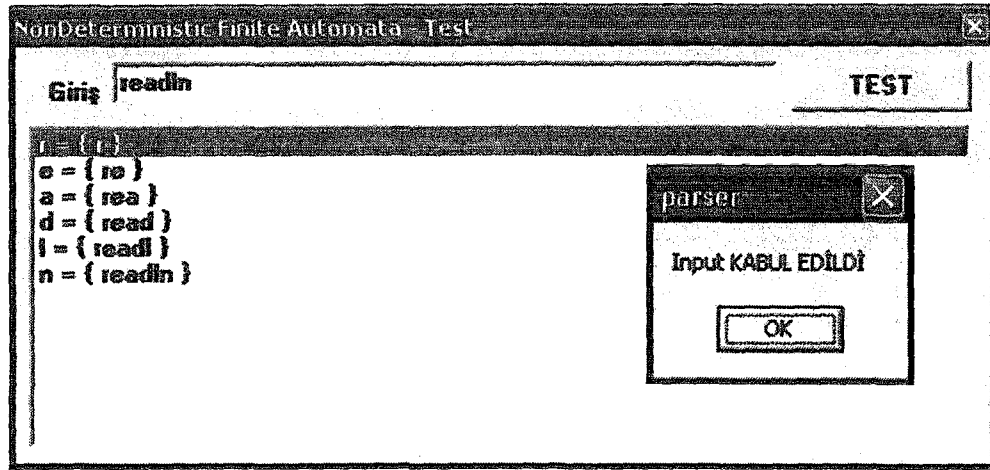 NonDeterministic Finite Automata - Test
Giriş readln TEST
r = { r }
e = { re }
a = { rea }
d = { read }
l = { readl }
n = { readln }
parser
Input KABUL EDİLDİ
OK